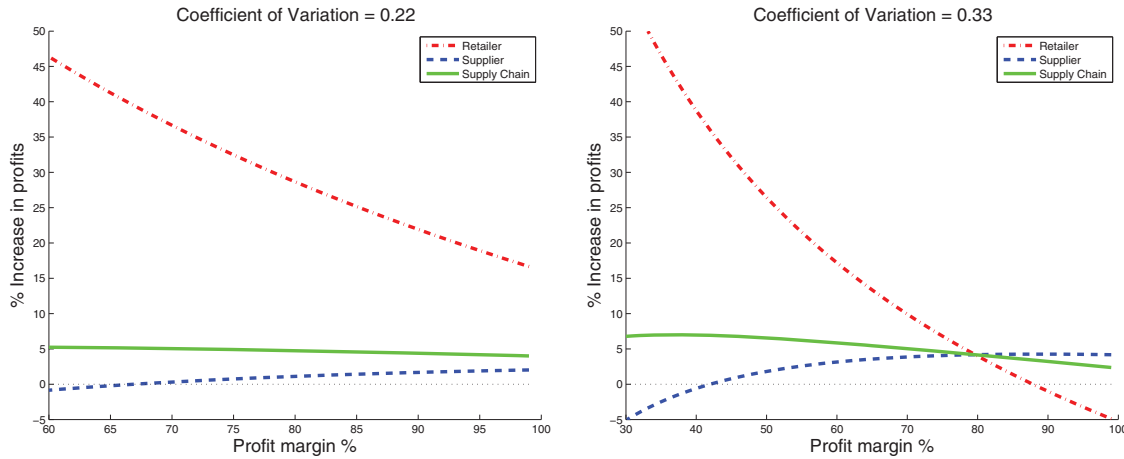 Coefficient of Variation = 0.22
50
45
40
35
30
25
20
15
10
5
0
−5
% Increase in profits
Retailer
Supplier
Supply Chain
60 65 70 75 80 85 90 95 100
Profit margin %
Coefficient of Variation = 0.33
50
45
40
35
30
25
20
15
10
5
0
−5
% Increase in profits
Retailer
Supplier
Supply Chain
30 40 50 60 70 80 90 100
Profit margin %